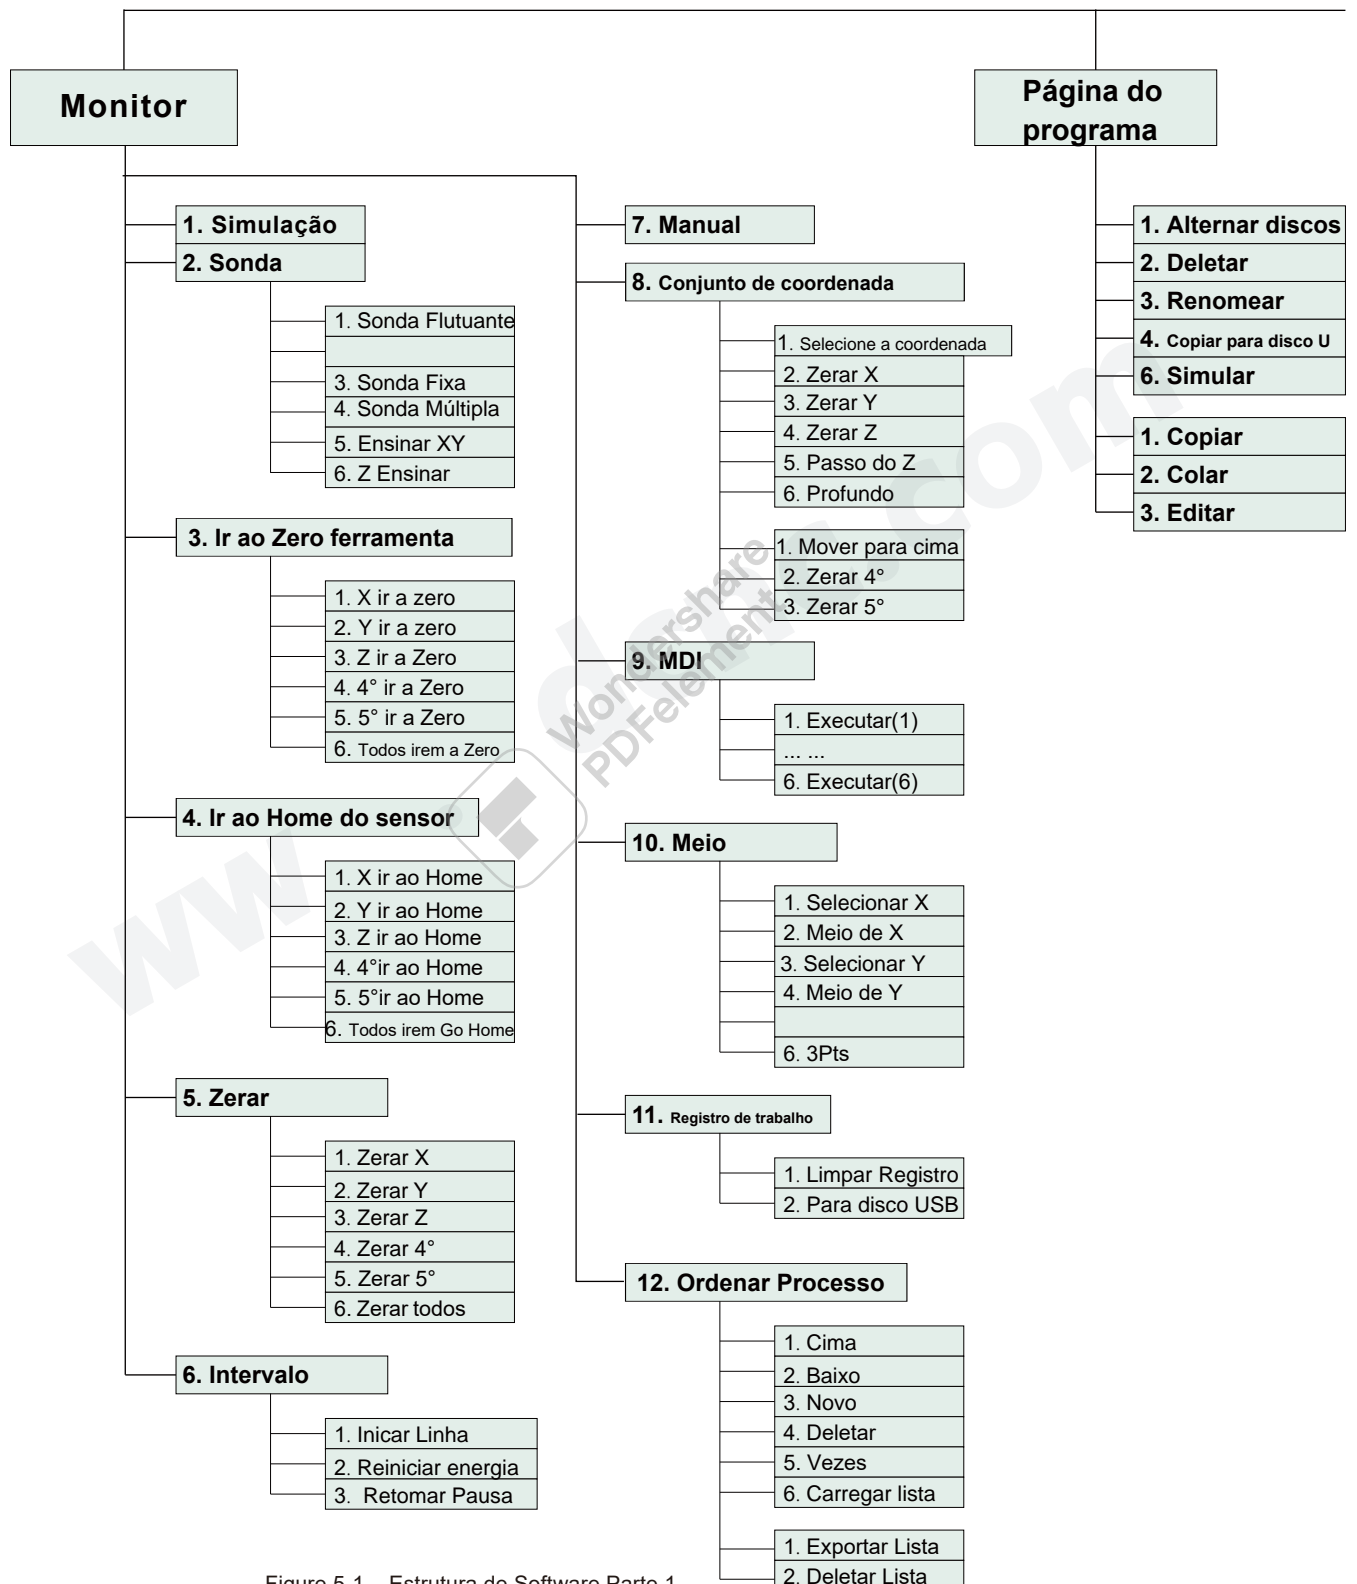 Monitor
Página do
programa
1. Simulação
2. Sonda
1. Sonda Flutuante
3. Sonda Fixa
4. Sonda Múltipla
5. Ensinar XY
6. Z Ensinar
3. Ir ao Zero ferramenta
1. X ir a zero
2. Y ir a zero
3. Z ir a Zero
4. 4° ir a Zero
5. 5° ir a Zero
6. Todos irem a Zero
4. Ir ao Home do sensor
1. X ir ao Home
2. Y ir ao Home
3. Z ir ao Home
4. 4°ir ao Home
5. 5°ir ao Home
6. Todos irem Go Home
5. Zerar
1. Zerar X
2. Zerar Y
3. Zerar Z
4. Zerar 4°
5. Zerar 5°
6. Zerar todos
6. Intervalo
1. Inicar Linha
2. Reiniciar energia
3. Retomar Pausa
7. Manual
8. Conjunto de coordenada
1. Selecione a coordenada
2. Zerar X
3. Zerar Y
4. Zerar Z
5. Passo do Z
6. Profundo
1. Mover para cima
2. Zerar 4°
3. Zerar 5°
9. MDI
1. Executar(1)
... ...
6. Executar(6)
10. Meio
1. Selecionar X
2. Meio de X
3. Selecionar Y
4. Meio de Y
6. 3Pts
11. Registro de trabalho
1. Limpar Registro
2. Para disco USB
12. Ordenar Processo
1. Cima
2. Baixo
3. Novo
4. Deletar
5. Vezes
6. Carregar lista
1. Exportar Lista
2. Deletar Lista
1. Alternar discos
2. Deletar
3. Renomear
4. Copiar para disco U
6. Simular
1. Copiar
2. Colar
3. Editar
Wondershare
PDFelement
Figure 5-1 Estrutura do Software Parte 1